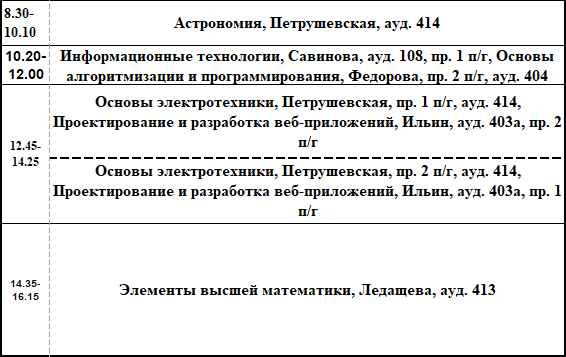 8.30-
10.10
Астрономия, Петрушевская, ауд. 414
10.20-
12.00
Информационные технологии, Савинова, ауд. 108, пр. 1 п/г, Основы
алгоритмизации и программирования, Федорова, пр. 2 п/г, ауд. 404
12.45-
14.25
Основы электротехники, Петрушевская, пр. 1 п/г, ауд. 414,
Проектирование и разработка веб-приложений, Ильин, ауд. 403а, пр. 2
п/г
Основы электротехники, Петрушевская, пр. 2 п/г, ауд. 414,
Проектирование и разработка веб-приложений, Ильин, ауд. 403а, пр. 1
п/г
14.35-
16.15
Элементы высшей математики, Ледащева, ауд. 413